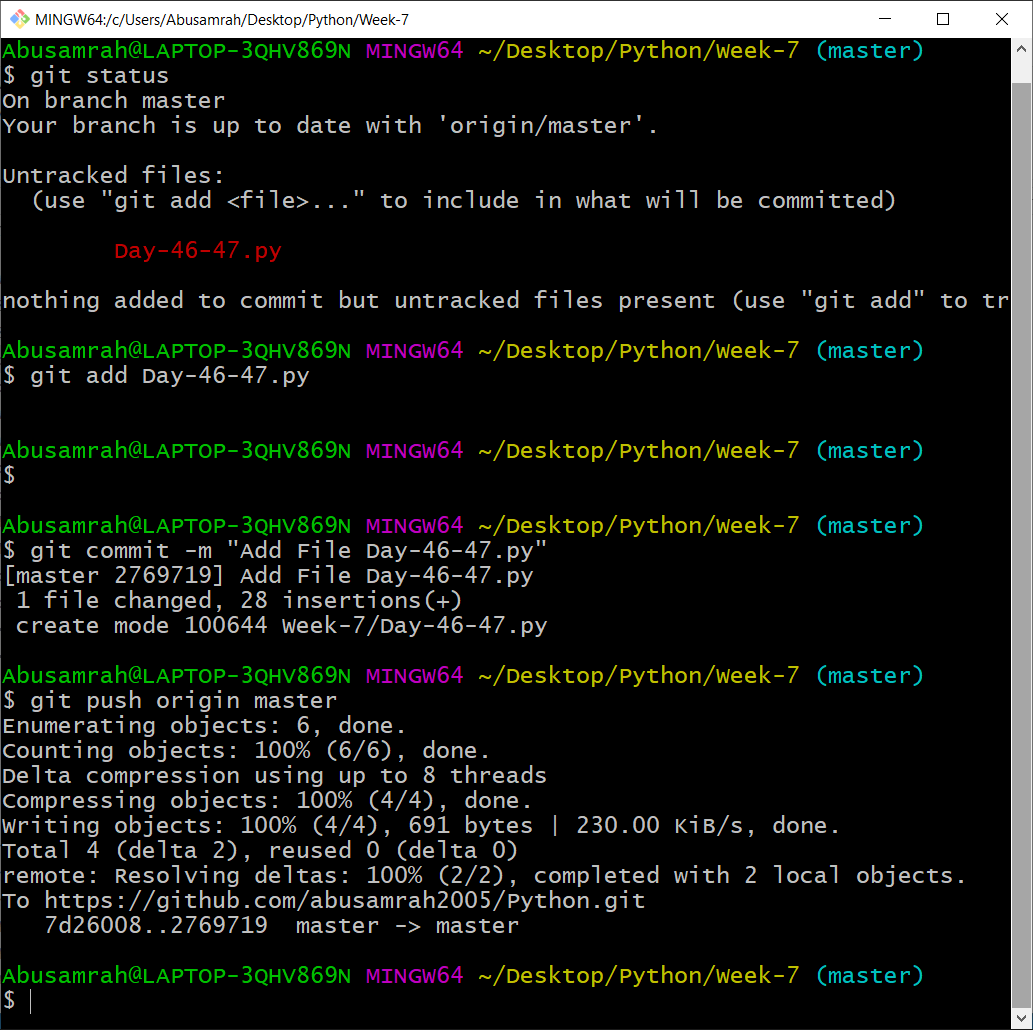 MINGW64:/c/Users/Abusamrah/Desktop/Python/Week-7
Abusamrah@LAPTOP-3QHV869N MINGW64 ~/Desktop/Python/Week-7 (master)
$ git status
On branch master
Your branch is up to date with 'origin/master'.
Untracked files:
  (use "git add <file>..." to include in what will be committed)
        Day-46-47.py
nothing added to commit but untracked files present (use "git add" to tr
Abusamrah@LAPTOP-3QHV869N MINGW64 ~/Desktop/Python/Week-7 (master)
$ git add Day-46-47.py
Abusamrah@LAPTOP-3QHV869N MINGW64 ~/Desktop/Python/Week-7 (master)
$
Abusamrah@LAPTOP-3QHV869N MINGW64 ~/Desktop/Python/Week-7 (master)
$ git commit -m "Add File Day-46-47.py"
[master 2769719] Add File Day-46-47.py
 1 file changed, 28 insertions(+)
 create mode 100644 Week-7/Day-46-47.py
Abusamrah@LAPTOP-3QHV869N MINGW64 ~/Desktop/Python/Week-7 (master)
$ git push origin master
Enumerating objects: 6, done.
Counting objects: 100% (6/6), done.
Delta compression using up to 8 threads
Compressing objects: 100% (4/4), done.
Writing objects: 100% (4/4), 691 bytes | 230.00 KiB/s, done.
Total 4 (delta 2), reused 0 (delta 0)
remote: Resolving deltas: 100% (2/2), completed with 2 local objects.
To https://github.com/abusamrah2005/Python.git
   7d26008..2769719  master -> master
Abusamrah@LAPTOP-3QHV869N MINGW64 ~/Desktop/Python/Week-7 (master)
$